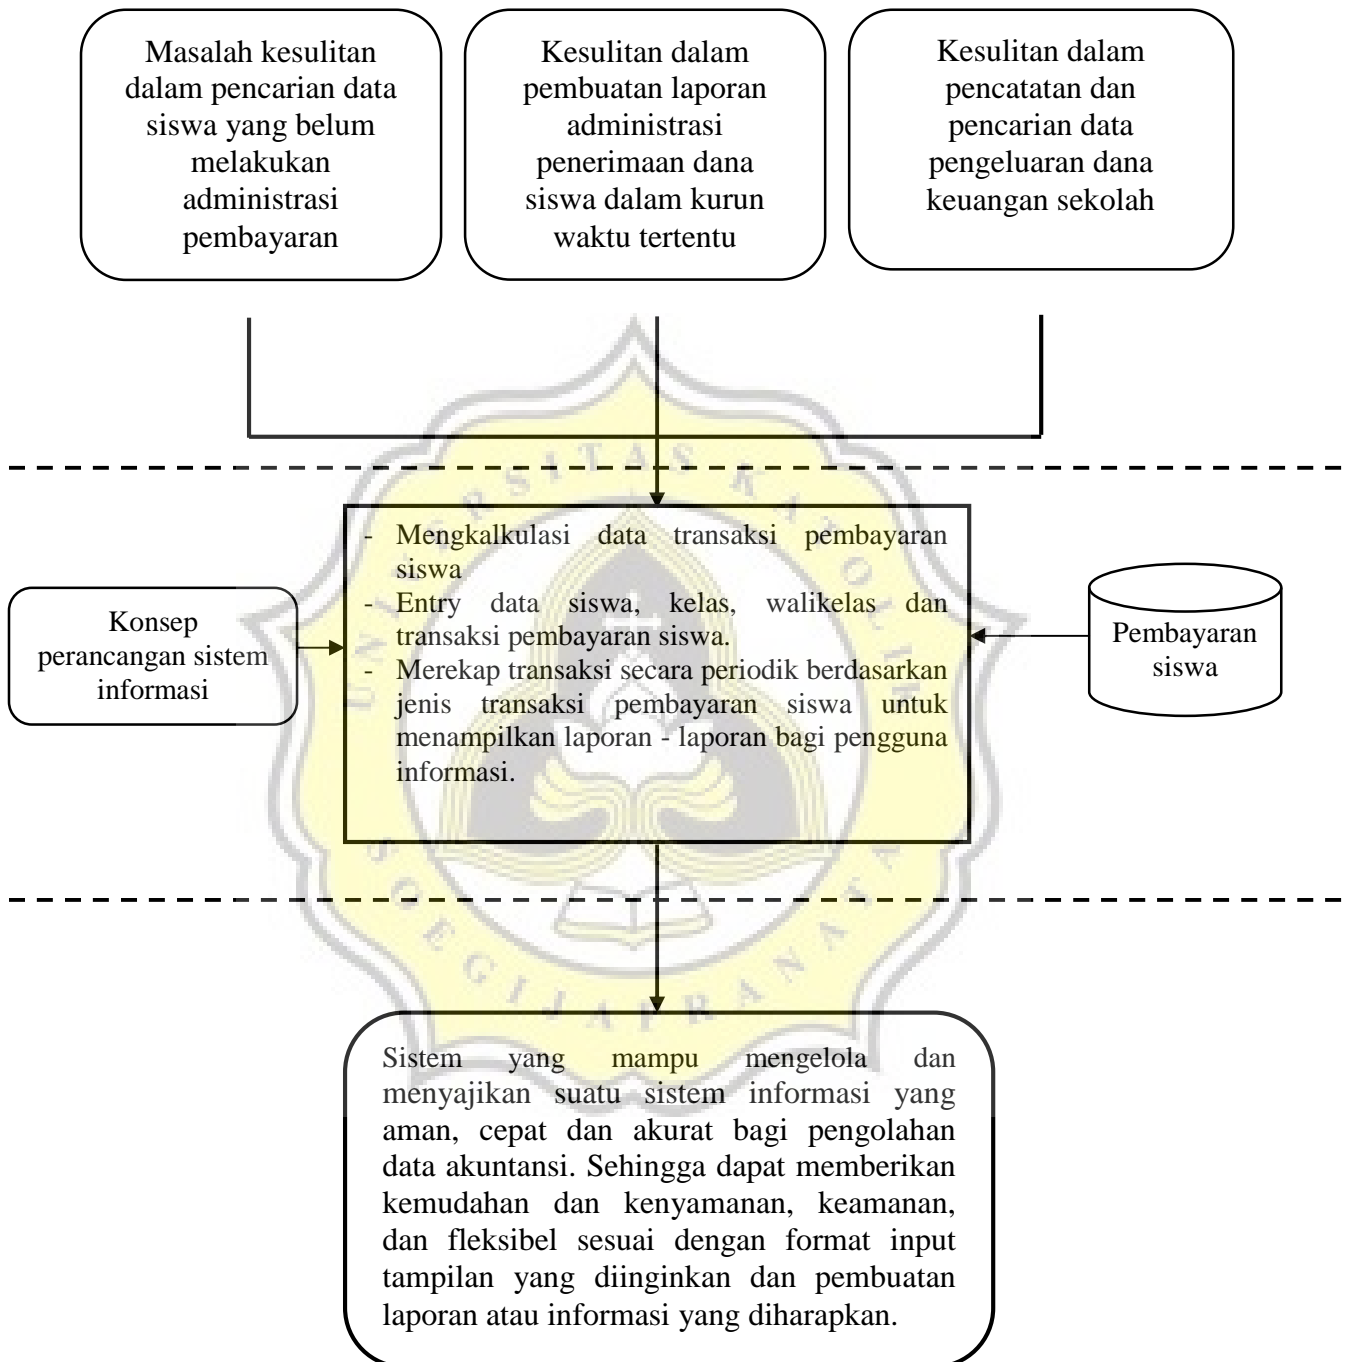 Masalah kesulitan
dalam pencarian data
siswa yang belum
melakukan
administrasi
pembayaran
Kesulitan dalam
pembuatan laporan
administrasi
penerimaan dana
siswa dalam kurun
waktu tertentu
Kesulitan dalam
pencatatan dan
pencarian data
pengeluaran dana
keuangan sekolah
UNIVERSITAS KATOLIK
Konsep
perancangan sistem
informasi
- Mengkalkulasi data transaksi pembayaran
siswa
- Entry data siswa, kelas, walikelas dan
transaksi pembayaran siswa.
- Merekap transaksi secara periodik berdasarkan
jenis transaksi pembayaran siswa untuk
menampilkan laporan - laporan bagi pengguna
informasi.
Pembayaran
siswa
SOEGIJAPRANATA
Sistem yang mampu mengelola dan
menyajikan suatu sistem informasi yang
aman, cepat dan akurat bagi pengolahan
data akuntansi. Sehingga dapat memberikan
kemudahan dan kenyamanan, keamanan,
dan fleksibel sesuai dengan format input
tampilan yang diinginkan dan pembuatan
laporan atau informasi yang diharapkan.